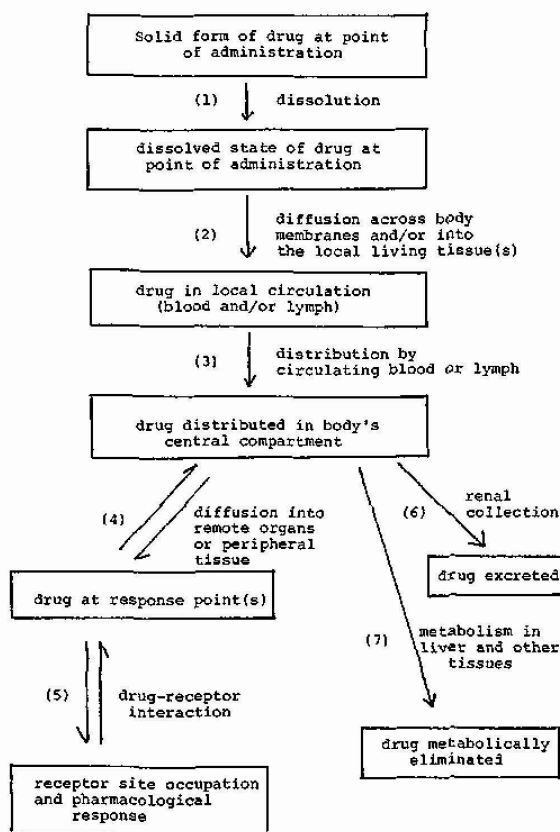 Solid form of drug at point
of administration
(1) dissolution
dissolved state of drug at
point of administration
(2) diffusion across body
membranes and/or into
the local living tissue(s)
drug in local circulation
(blood and/or lymph)
(3) distribution by
circulating blood or lymph
drug distributed in body's
central compartment
(4) diffusion into
remote organs
or peripheral
tissue
(6) renal
collection
drug excreted
drug at response point(s)
(7) metabolism in
liver and other
tissues
(5) drug-receptor
interaction
drug metabolically
eliminated
receptor site occupation
and pharmacological
response